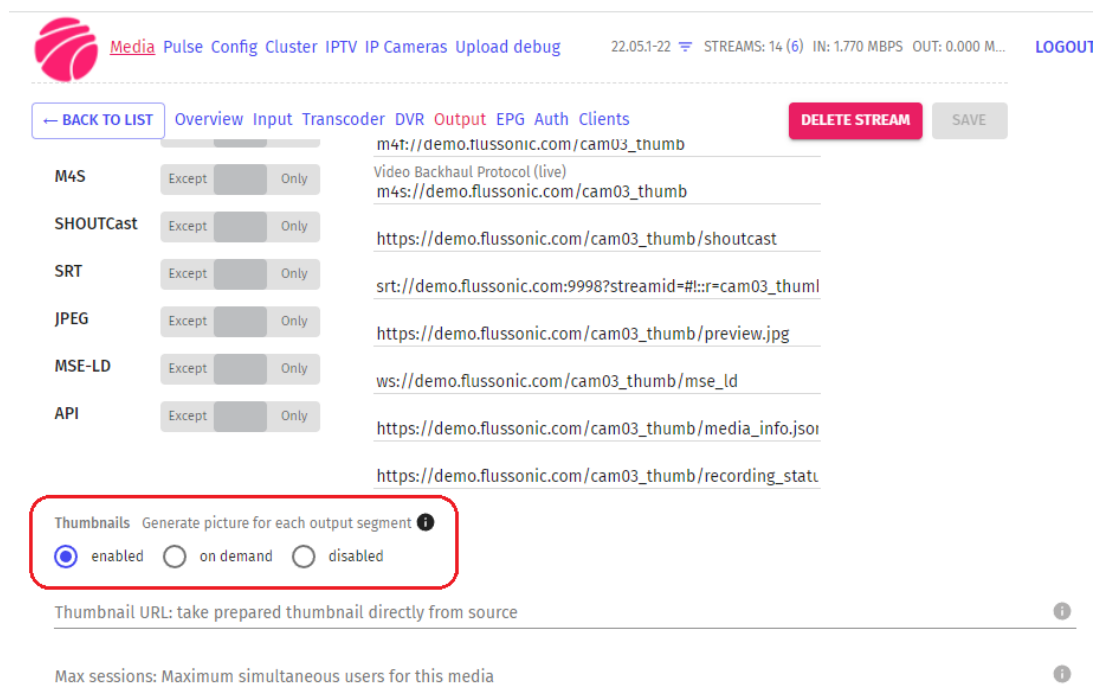 Media Pulse Config Cluster IPTV IP Cameras Upload debug 22.05.1-22 STREAMS: 14 (6) IN: 1.770 MBPS OUT: 0.000 M... LOGOUT
← BACK TO LIST Overview Input Transcoder DVR Output EPG Auth Clients DELETE STREAM SAVE
m4f://demo.flussonic.com/cam03_thumb
M4S Except Only Video Backhaul Protocol (live)
m4s://demo.flussonic.com/cam03_thumb
SHOUTCast Except Only https://demo.flussonic.com/cam03_thumb/shoutcast
SRT Except Only srt://demo.flussonic.com:9998?streamid=#!::r=cam03_thuml
JPEG Except Only https://demo.flussonic.com/cam03_thumb/preview.jpg
MSE-LD Except Only ws://demo.flussonic.com/cam03_thumb/mse_ld
API Except Only https://demo.flussonic.com/cam03_thumb/media_info.json
https://demo.flussonic.com/cam03_thumb/recording_statu
Thumbnails Generate picture for each output segment
enabled on demand disabled
Thumbnail URL: take prepared thumbnail directly from source
Max sessions: Maximum simultaneous users for this media